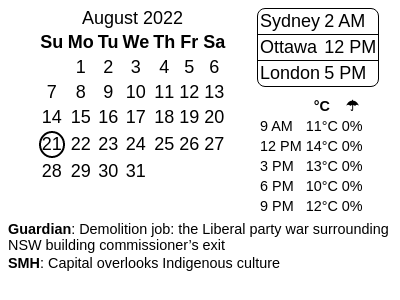 August 2022
Su Mo Tu We Th Fr Sa
1 2 3 4 5 6
7 8 9 10 11 12 13
14 15 16 17 18 19 20
21 22 23 24 25 26 27
28 29 30 31
Sydney 2 AM
Ottawa 12 PM
London 5 PM
°C ☂
9 AM 11°C 0%
12 PM 14°C 0%
3 PM 13°C 0%
6 PM 10°C 0%
9 PM 12°C 0%
Guardian: Demolition job: the Liberal party war surrounding
NSW building commissioner’s exit
SMH: Capital overlooks Indigenous culture